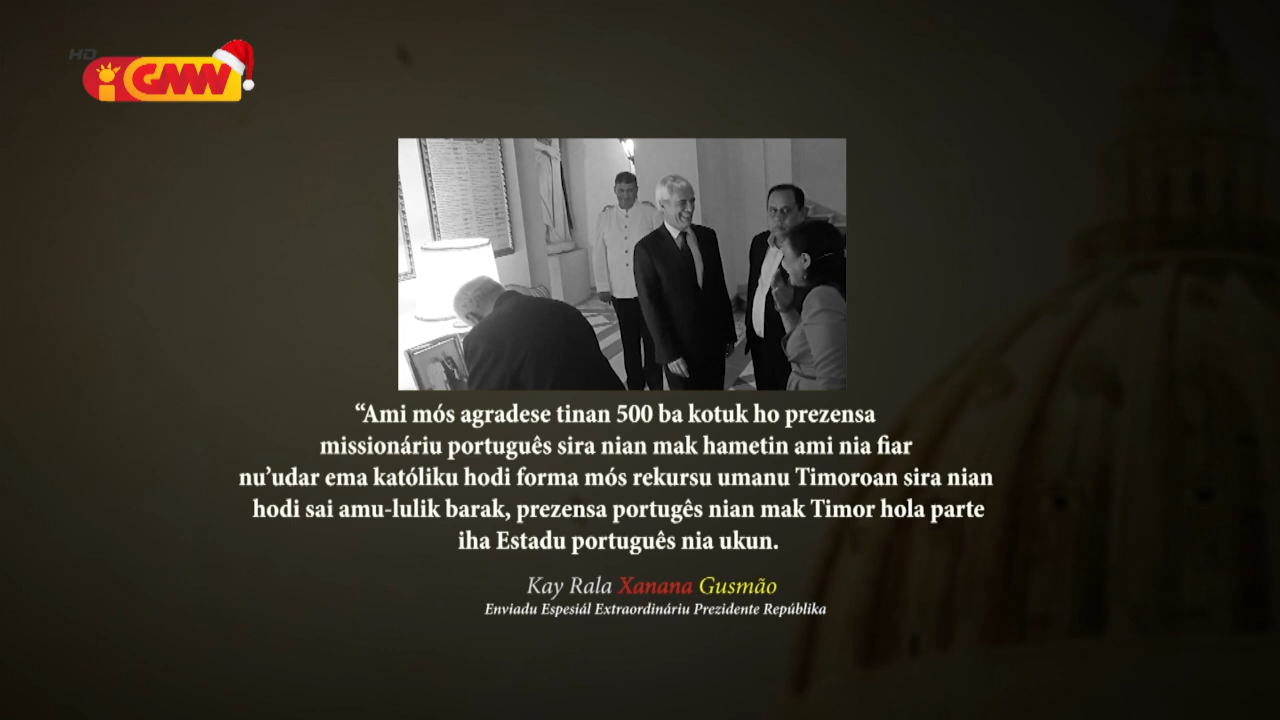 HD
GMN
“Ami mós agradese tinan 500 ba kotuk ho prezensa
missionáriu português sira nian mak hametin ami nia fiar
nu’udar ema katóliku hodi forma mós rekursu umanu Timoroan sira nian
hodi sai amu-lulik barak, prezensa portugês nian mak Timor hola parte
iha Estadu português nia ukun.
Kay Rala Xanana Gusmão
Enviadu Espesiál Extraordináriu Prezidente Repúblika